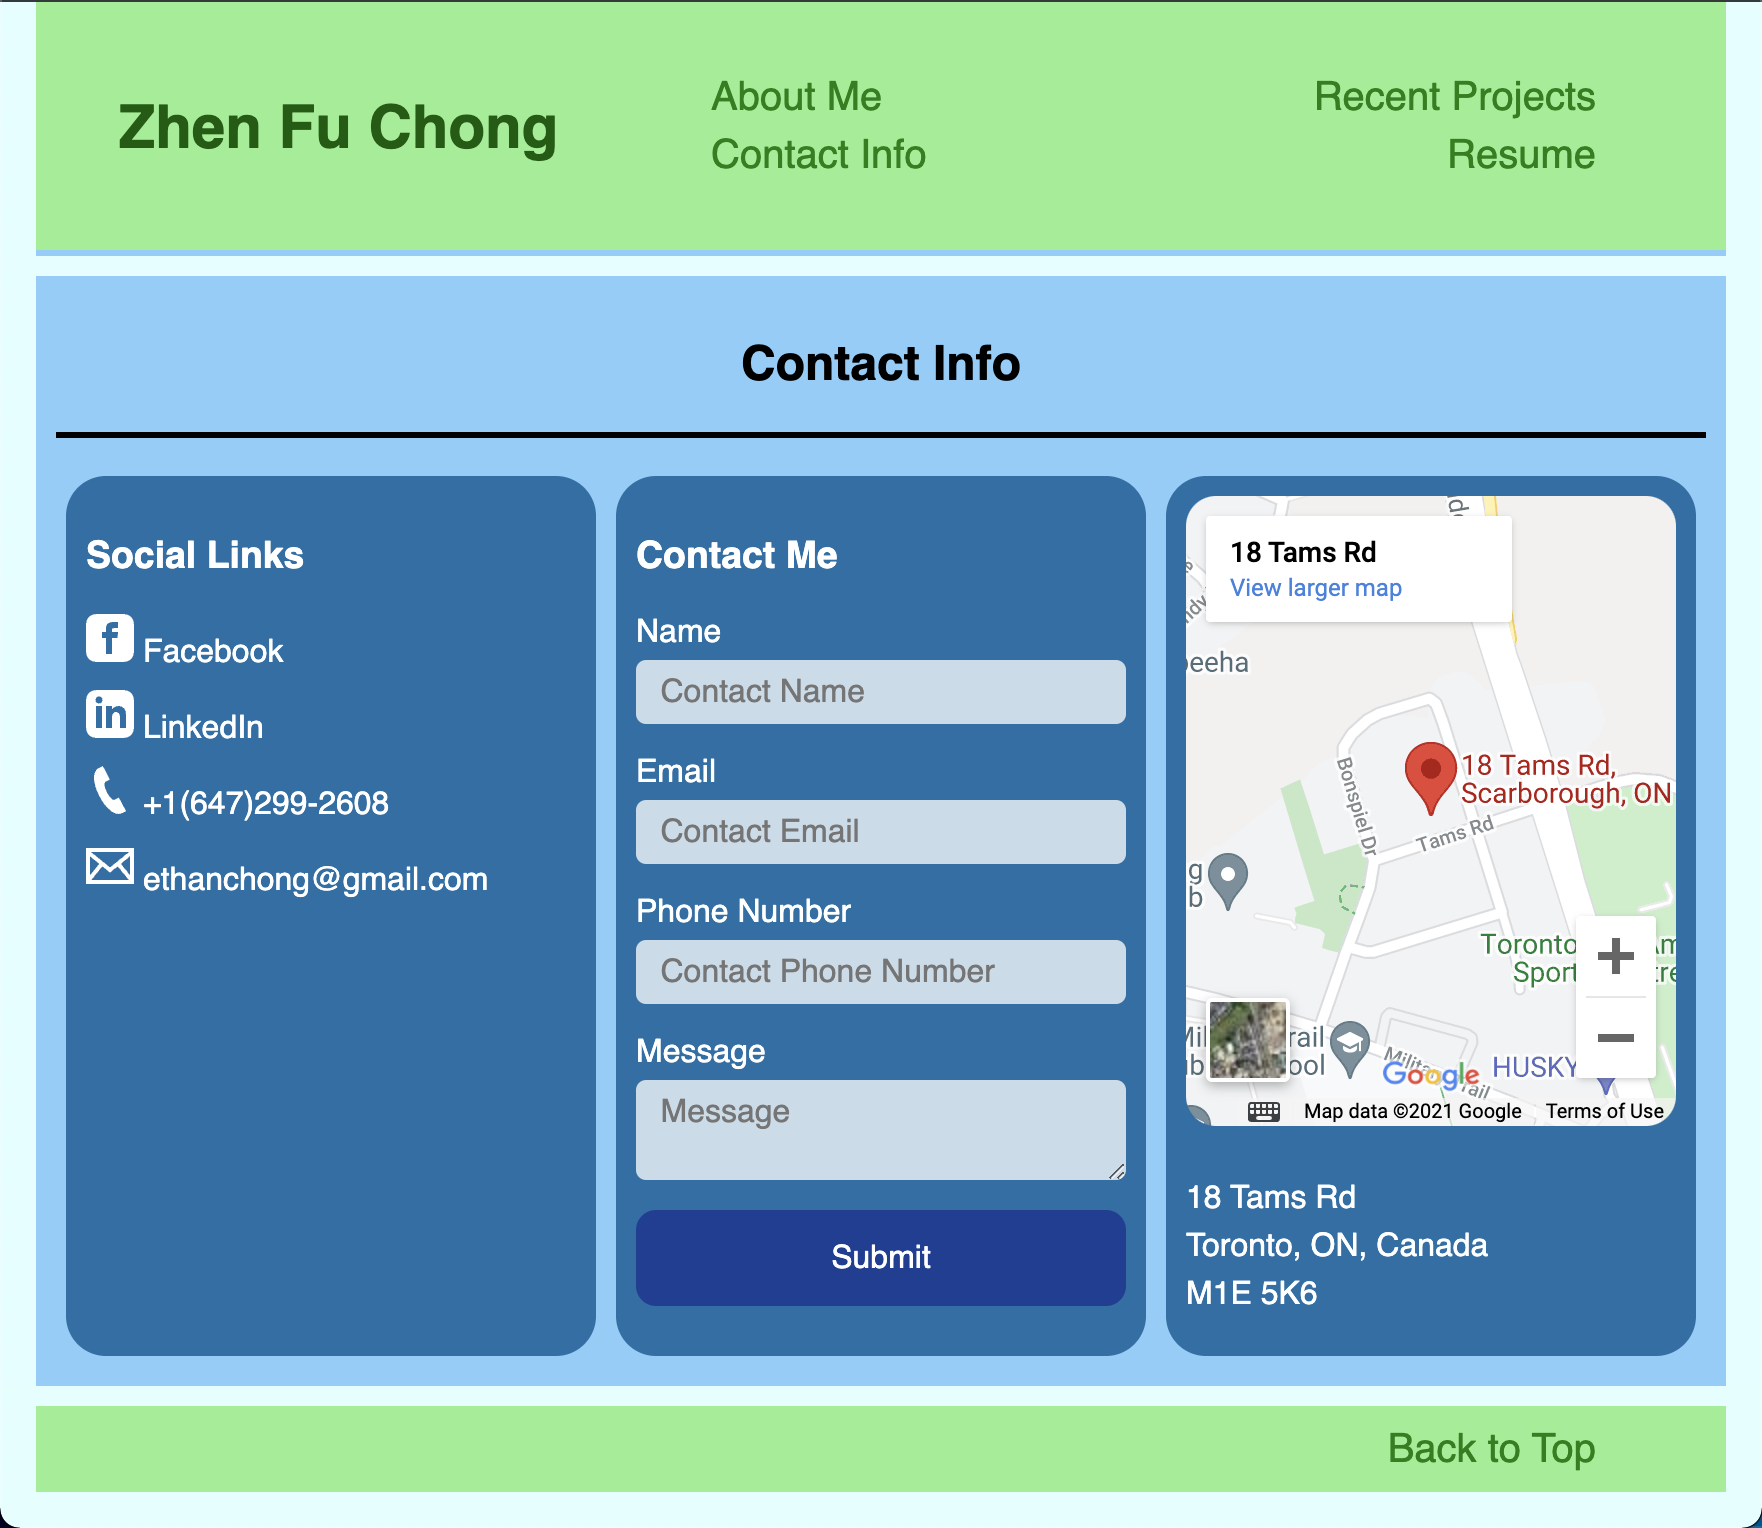 Zhen Fu Chong
About Me
Contact Info
Recent Projects
Resume
Contact Info
Social Links
Facebook
LinkedIn
+1(647)299-2608
ethanchong@gmail.com
Contact Me
Name
Contact Name
Email
Contact Email
Phone Number
Contact Phone Number
Message
Message
Submit
18 Tams Rd
View larger map
18 Tams Rd,
Scarborough, ON
Bonspiel Dr
Tams Rd
Toronto
Sport
HUSKY
Google
Map data ©2021 Google
Terms of Use
18 Tams Rd
Toronto, ON, Canada
M1E 5K6
Back to Top